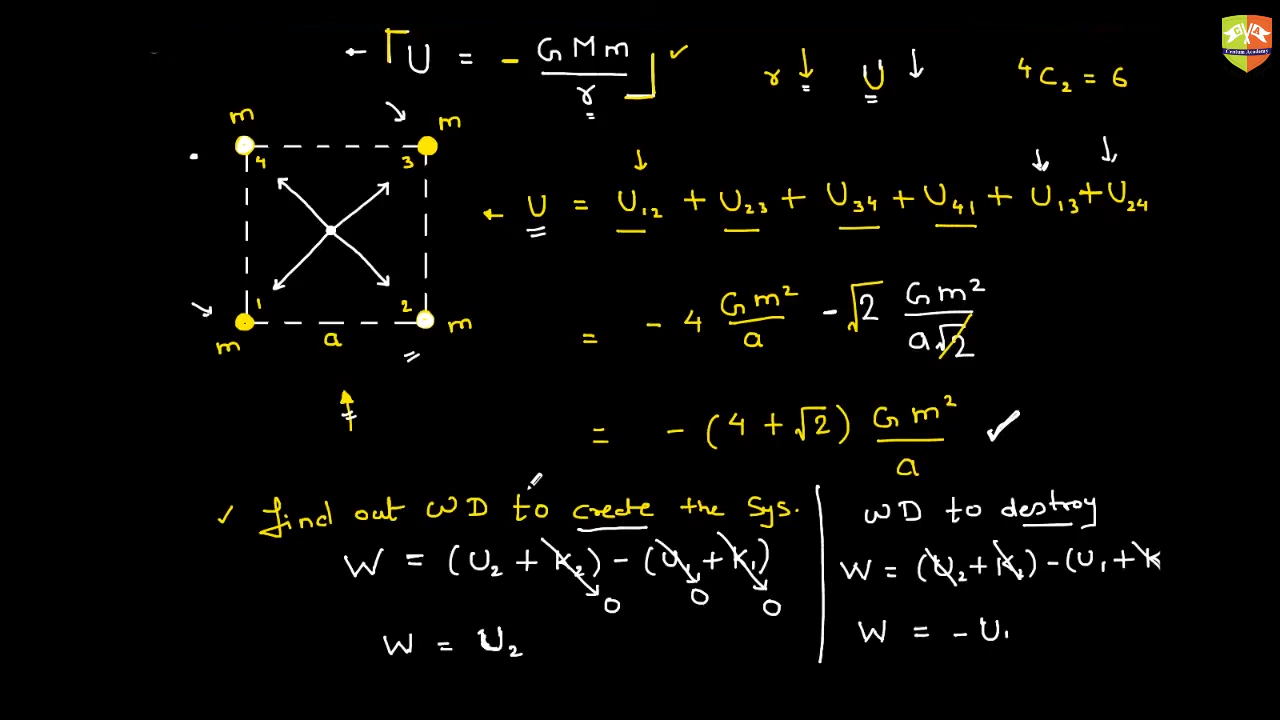 U = - GMm / r
r ↓ U ↓
⁴C₂ = 6
m m
4 3
U = U₁₂ + U₂₃ + U₃₄ + U₄₁ + U₁₃ + U₂₄
1 2
m a m
= - 4 Gm² / a - √2 Gm² / a√2
= - (4 + √2) Gm² / a
✓ find out WD to create the sys.
W = (U₂ + K₂) - (U₁ + K₁)
0 0 0
W = U₂
WD to destroy
W = (U₂ + K₂) - (U₁ + K
W = - U₁
Centum Academy